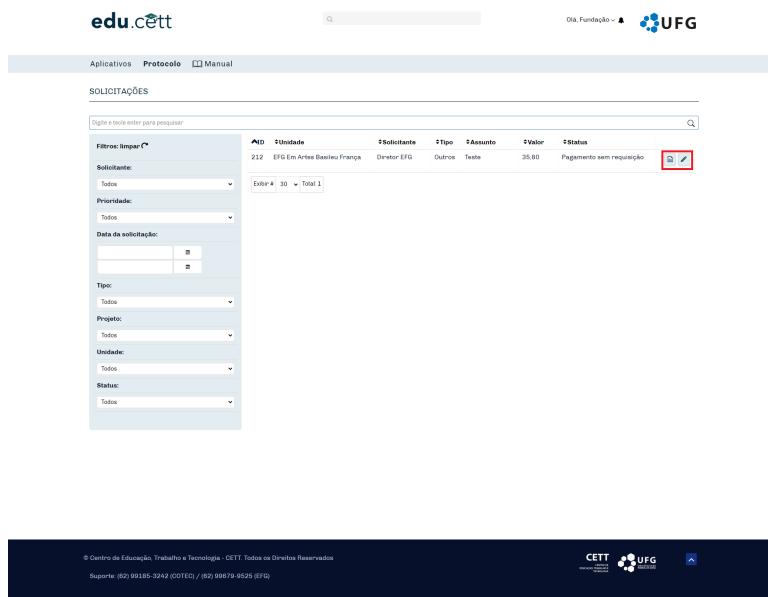 edu.cett
Olá, Fundação
UFG
Aplicativos Protocolo Manual
SOLICITAÇÕES
Digite e tecle enter para pesquisar
Filtros: limpar
ID Unidade Solicitante Tipo Assunto Valor Status
212 EFG Em Artes Basileu França Diretor EFG Outros Teste 35,80 Pagamento sem requisição
Exibir # 30 Total 1
Solicitante:
Todos
Prioridade:
Todos
Data da solicitação:
Tipo:
Todos
Projeto:
Todos
Unidade:
Todos
Status:
Todos
© Centro de Educação, Trabalho e Tecnologia - CETT. Todos os Direitos Reservados
CETT
UFG
Suporte: (62) 99185-3242 (COTEC) / (62) 99679-9525 (EFG)